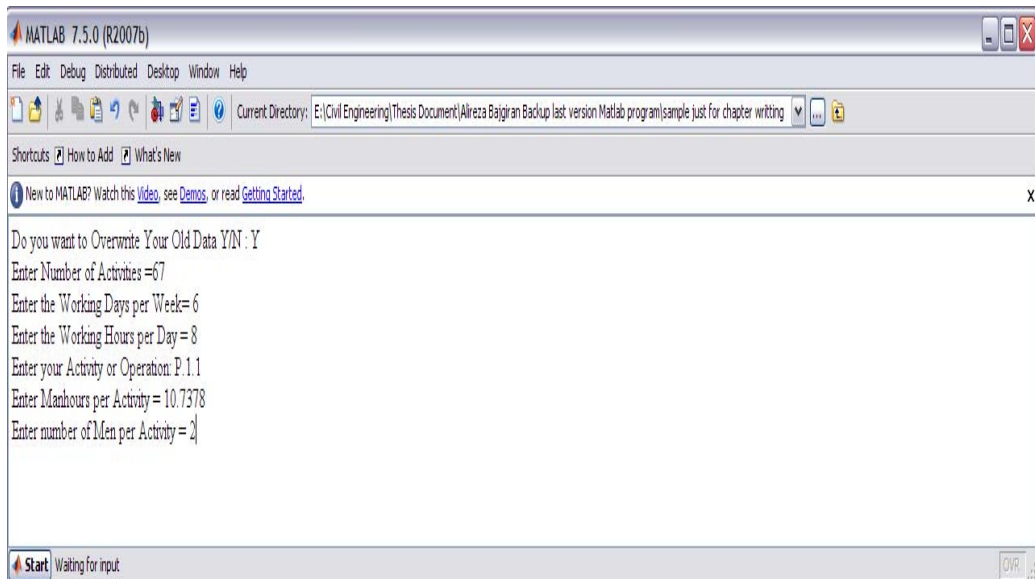 MATLAB 7.5.0 (R2007b)
File Edit Debug Distributed Desktop Window Help
Current Directory: E:\Civil Engineering\Thesis Document\Alireza Bajgiran Backup last version Matlab program\sample just for chapter writting
Shortcuts How to Add What's New
New to MATLAB? Watch this Video, see Demos, or read Getting Started.
Do you want to Overwrite Your Old Data Y/N : Y
Enter Number of Activities =67
Enter the Working Days per Week= 6
Enter the Working Hours per Day = 8
Enter your Activity or Operation: P.1.1
Enter Manhours per Activity = 10.7378
Enter number of Men per Activity = 2
Start Waiting for input
OVR